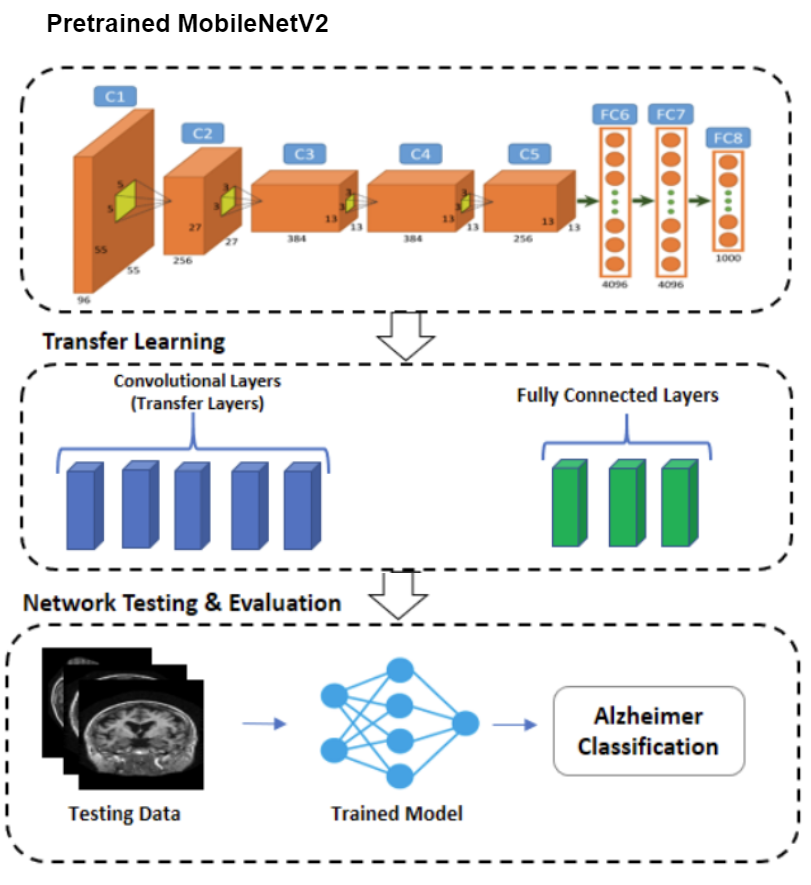 Pretrained MobileNetV2
C1
C2
C3
C4
C5
FC6
FC7
FC8
5
5
55
55
96
3
3
27
27
256
3
3
13
13
384
3
3
13
13
384
13
13
256
4096
4096
1000
Transfer Learning
Convolutional Layers
(Transfer Layers)
Fully Connected Layers
Network Testing & Evaluation
Testing Data
Trained Model
Alzheimer
Classification